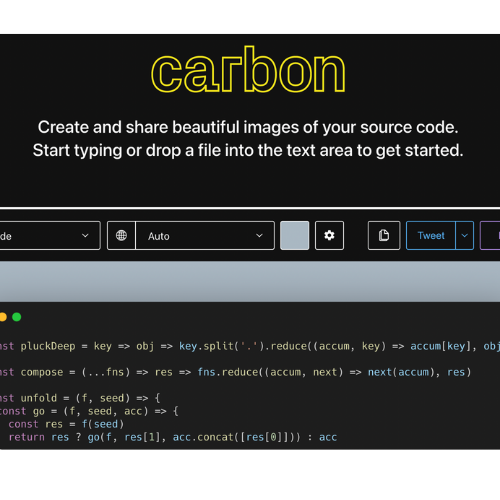 carbon
Create and share beautiful images of your source code.
Start typing or drop a file into the text area to get started.
de Auto Tweet
nst pluckDeep = key => obj => key.split('.').reduce((accum, key) => accum[key], obj
nst compose = (...fns) => res => fns.reduce((accum, next) => next(accum), res)
nst unfold = (f, seed) => {
const go = (f, seed, acc) => {
const res = f(seed)
return res ? go(f, res[1], acc.concat([res[0]])) : acc